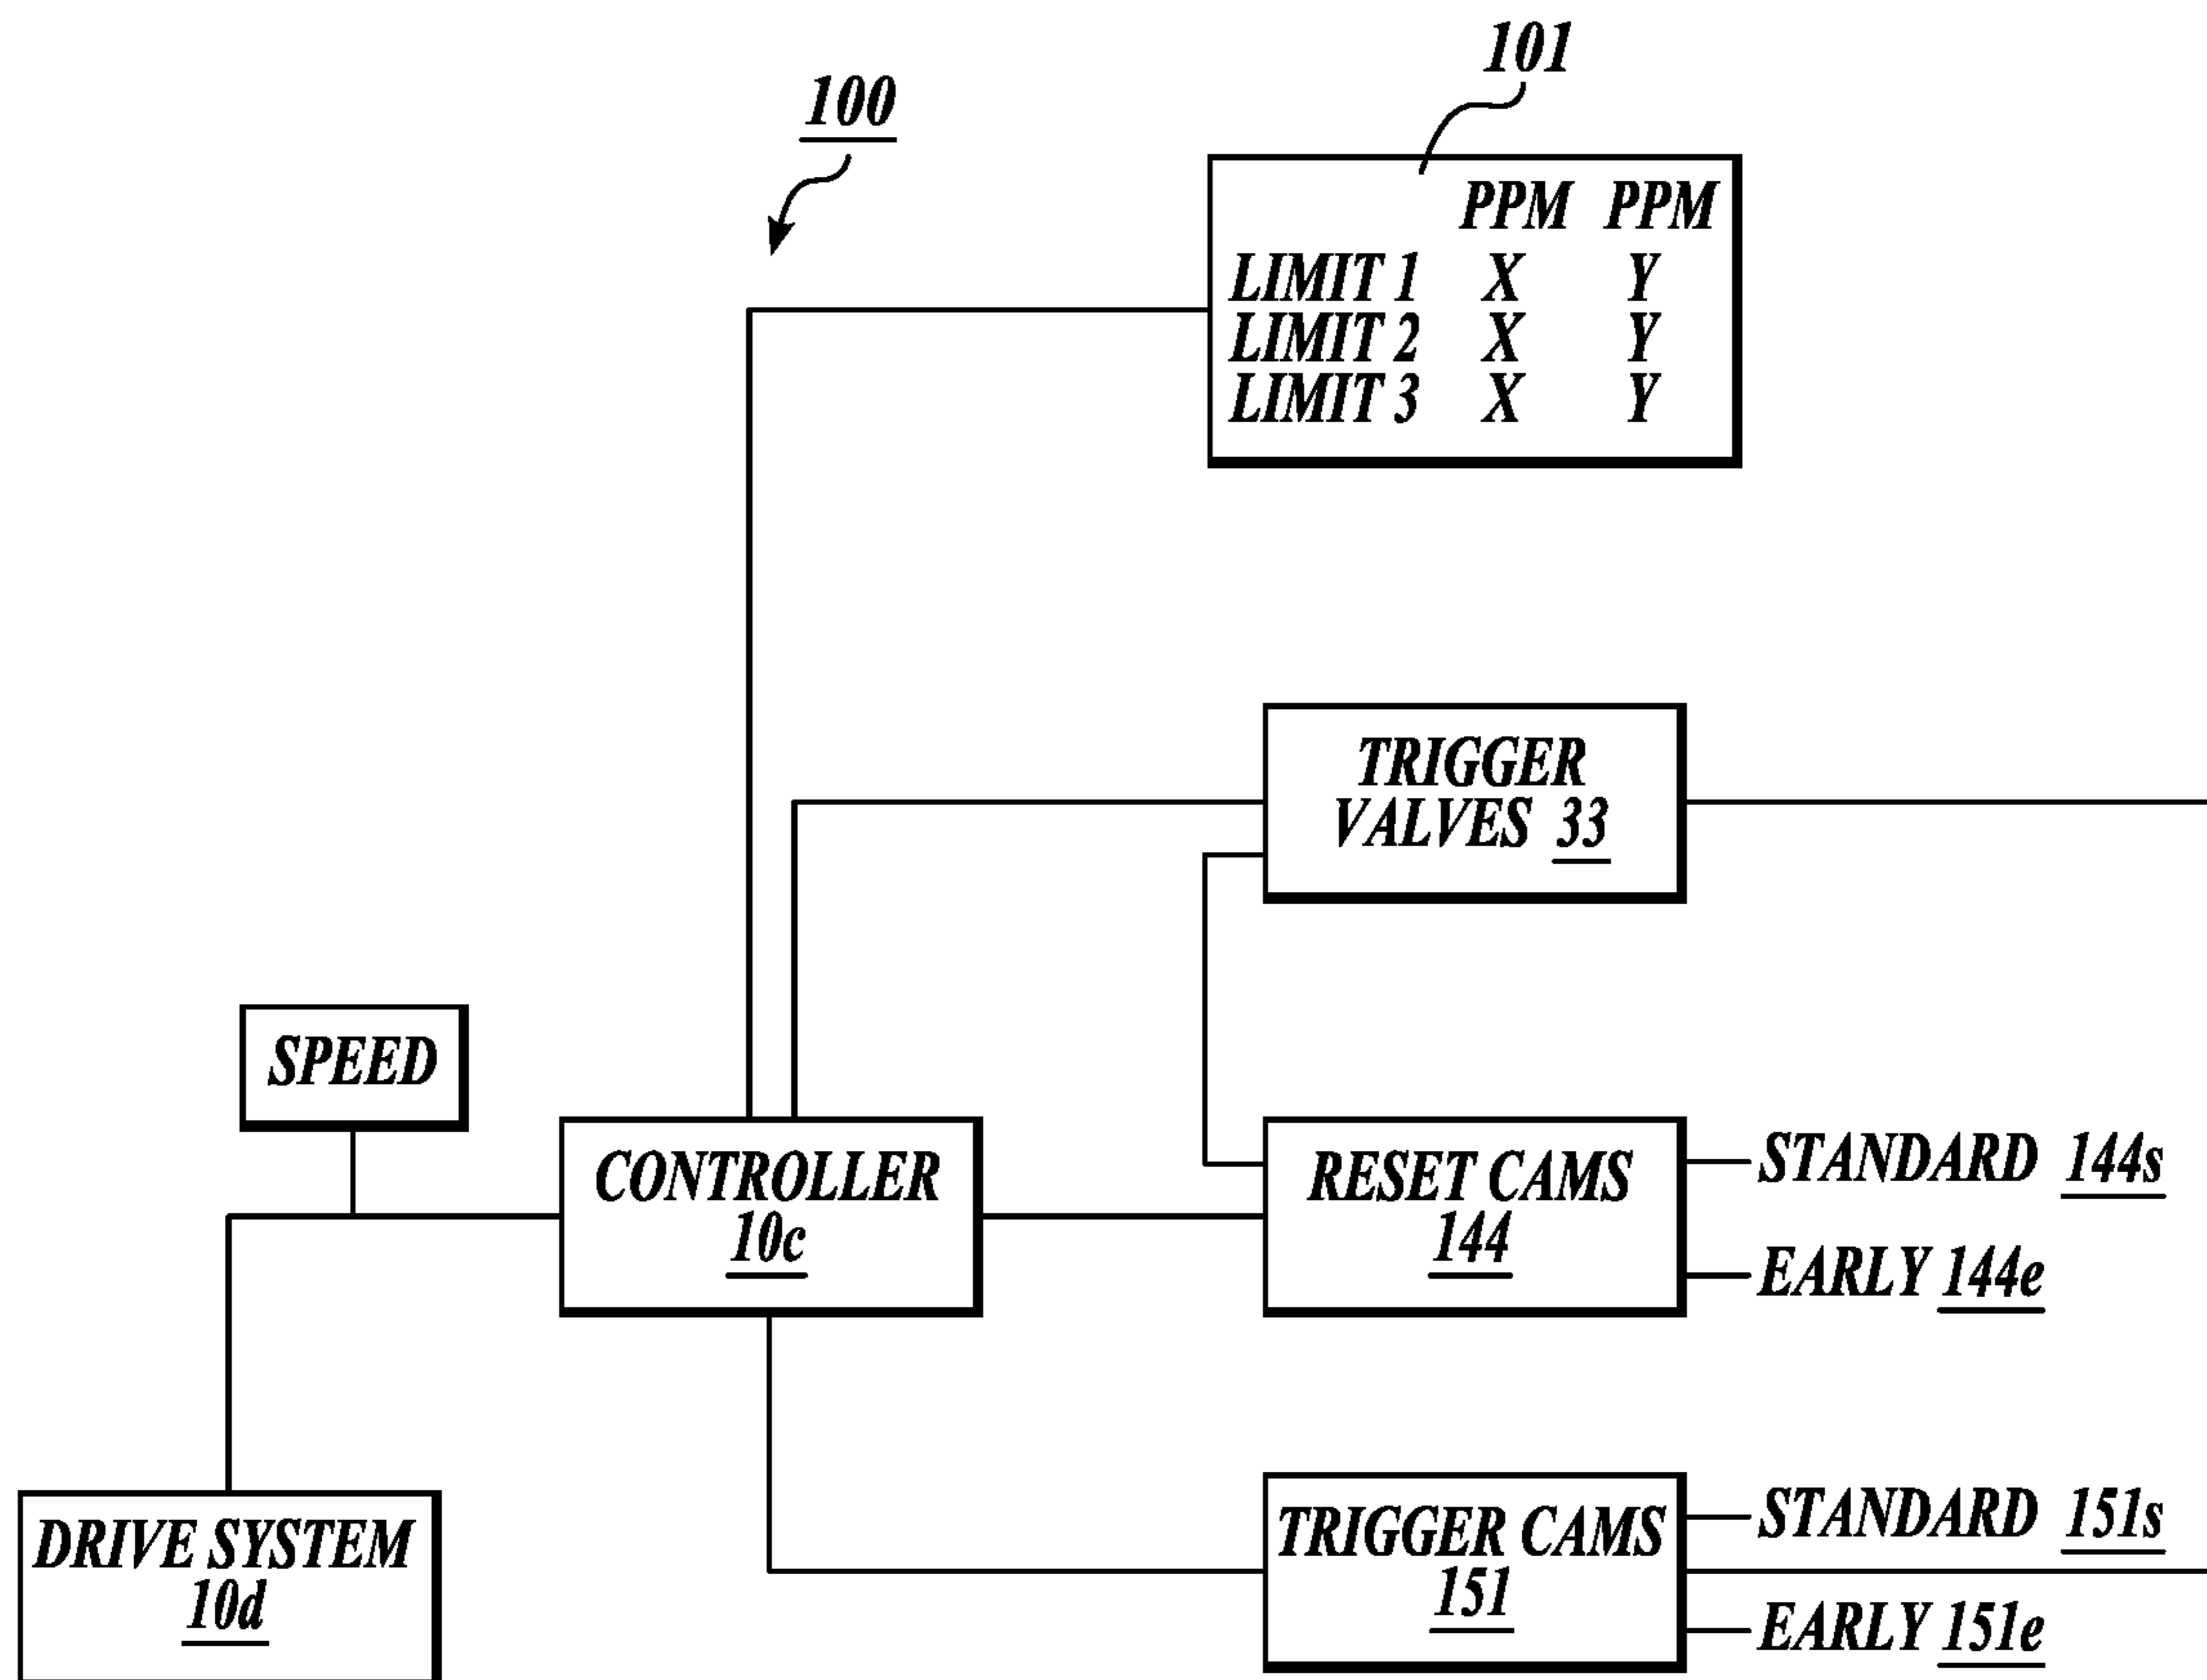 101
100
PPM PPM
LIMIT 1 X Y
LIMIT 2 X Y
LIMIT 3 X Y
TRIGGER
VALVES 33
SPEED
CONTROLLER
10c
RESET CAMS
144
STANDARD 144s
EARLY 144e
DRIVE SYSTEM
10d
TRIGGER CAMS
151
STANDARD 151s
EARLY 151e